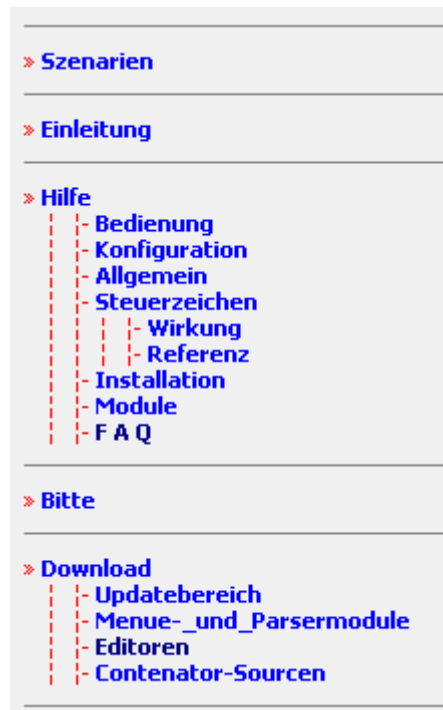 » Szenarien
» Einleitung
» Hilfe
- Bedienung
- Konfiguration
- Allgemein
- Steuerzeichen
- Wirkung
- Referenz
- Installation
- Module
- F A Q
» Bitte
» Download
- Updatebereich
- Menue-_und_Parsermodule
- Editoren
- Contenator-Sourcen